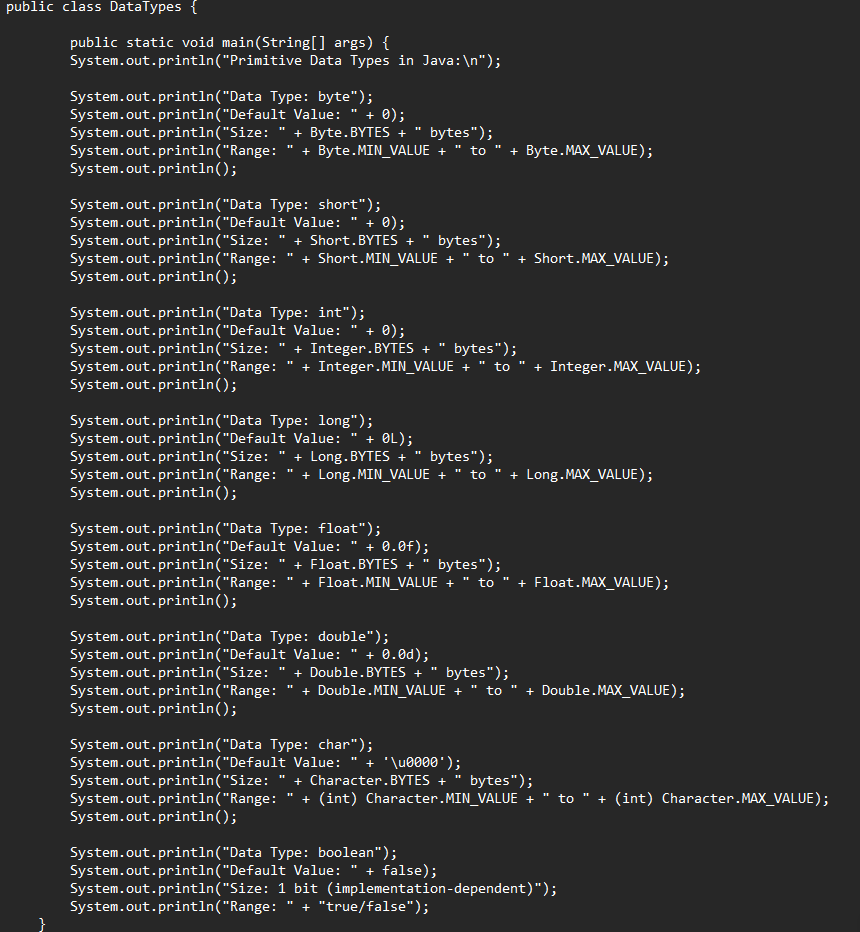 public class DataTypes {
public static void main(String[] args) {
System.out.println("Primitive Data Types in Java:\n");
System.out.println("Data Type: byte");
System.out.println("Default Value: " + 0);
System.out.println("Size: " + Byte.BYTES + " bytes");
System.out.println("Range: " + Byte.MIN_VALUE + " to " + Byte.MAX_VALUE);
System.out.println();
System.out.println("Data Type: short");
System.out.println("Default Value: " + 0);
System.out.println("Size: " + Short.BYTES + " bytes");
System.out.println("Range: " + Short.MIN_VALUE + " to " + Short.MAX_VALUE);
System.out.println();
System.out.println("Data Type: int");
System.out.println("Default Value: " + 0);
System.out.println("Size: " + Integer.BYTES + " bytes");
System.out.println("Range: " + Integer.MIN_VALUE + " to " + Integer.MAX_VALUE);
System.out.println();
System.out.println("Data Type: long");
System.out.println("Default Value: " + 0L);
System.out.println("Size: " + Long.BYTES + " bytes");
System.out.println("Range: " + Long.MIN_VALUE + " to " + Long.MAX_VALUE);
System.out.println();
System.out.println("Data Type: float");
System.out.println("Default Value: " + 0.0f);
System.out.println("Size: " + Float.BYTES + " bytes");
System.out.println("Range: " + Float.MIN_VALUE + " to " + Float.MAX_VALUE);
System.out.println();
System.out.println("Data Type: double");
System.out.println("Default Value: " + 0.0d);
System.out.println("Size: " + Double.BYTES + " bytes");
System.out.println("Range: " + Double.MIN_VALUE + " to " + Double.MAX_VALUE);
System.out.println();
System.out.println("Data Type: char");
System.out.println("Default Value: " + '\u0000');
System.out.println("Size: " + Character.BYTES + " bytes");
System.out.println("Range: " + (int) Character.MIN_VALUE + " to " + (int) Character.MAX_VALUE);
System.out.println();
System.out.println("Data Type: boolean");
System.out.println("Default Value: " + false);
System.out.println("Size: 1 bit (implementation-dependent)");
System.out.println("Range: " + "true/false");
}